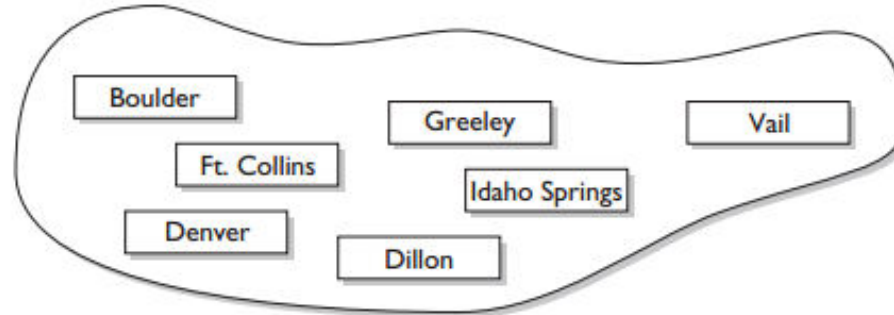 Boulder
Greeley
Vail
Ft. Collins
Idaho Springs
Denver
Dillon